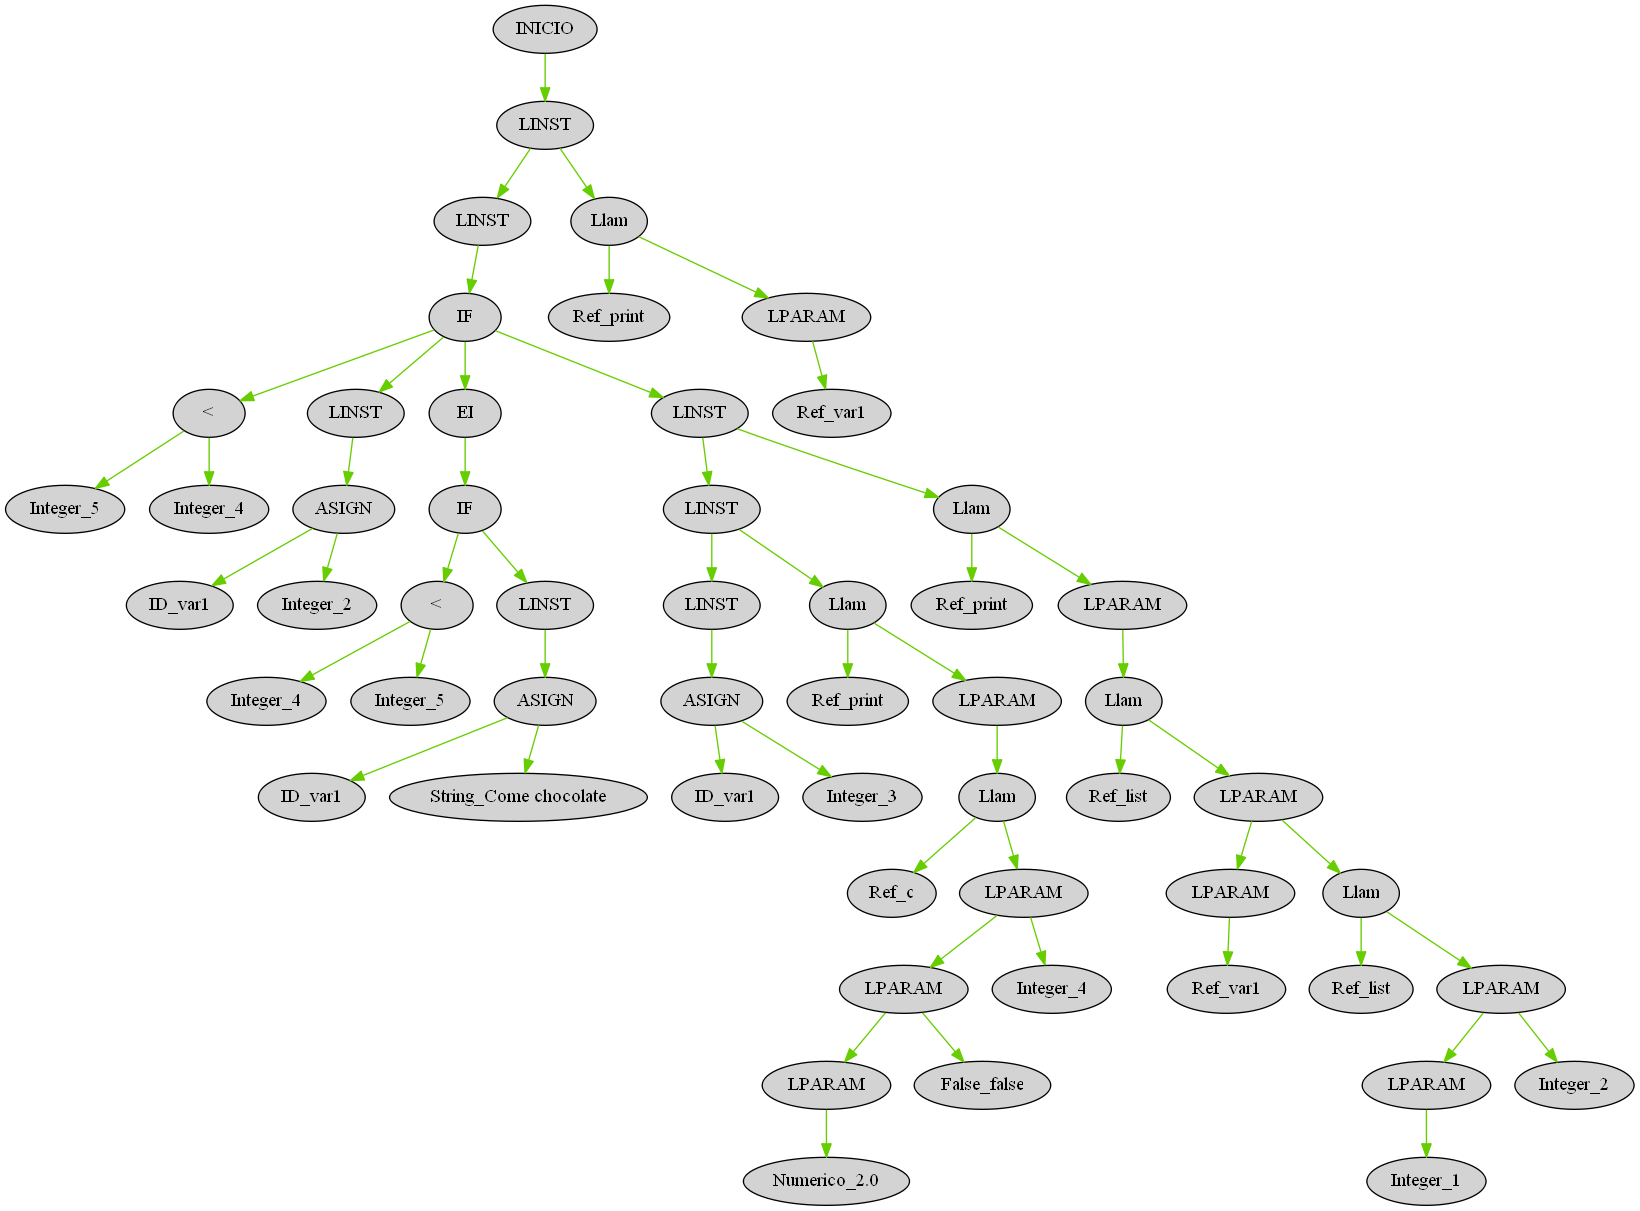 INICIO
LINST
LINST
Llam
IF
Ref_print
LPARAM
<
LINST
EI
LINST
Ref_var1
Integer_5
Integer_4
ASIGN
IF
LINST
Llam
ID_var1
Integer_2
<
LINST
LINST
Llam
Ref_print
LPARAM
Integer_4
Integer_5
ASIGN
ASIGN
Ref_print
LPARAM
Llam
ID_var1
String_Come chocolate
ID_var1
Integer_3
Llam
Ref_list
LPARAM
Ref_c
LPARAM
LPARAM
Llam
LPARAM
Integer_4
Ref_var1
Ref_list
LPARAM
LPARAM
False_false
LPARAM
Integer_2
Numerico_2.0
Integer_1